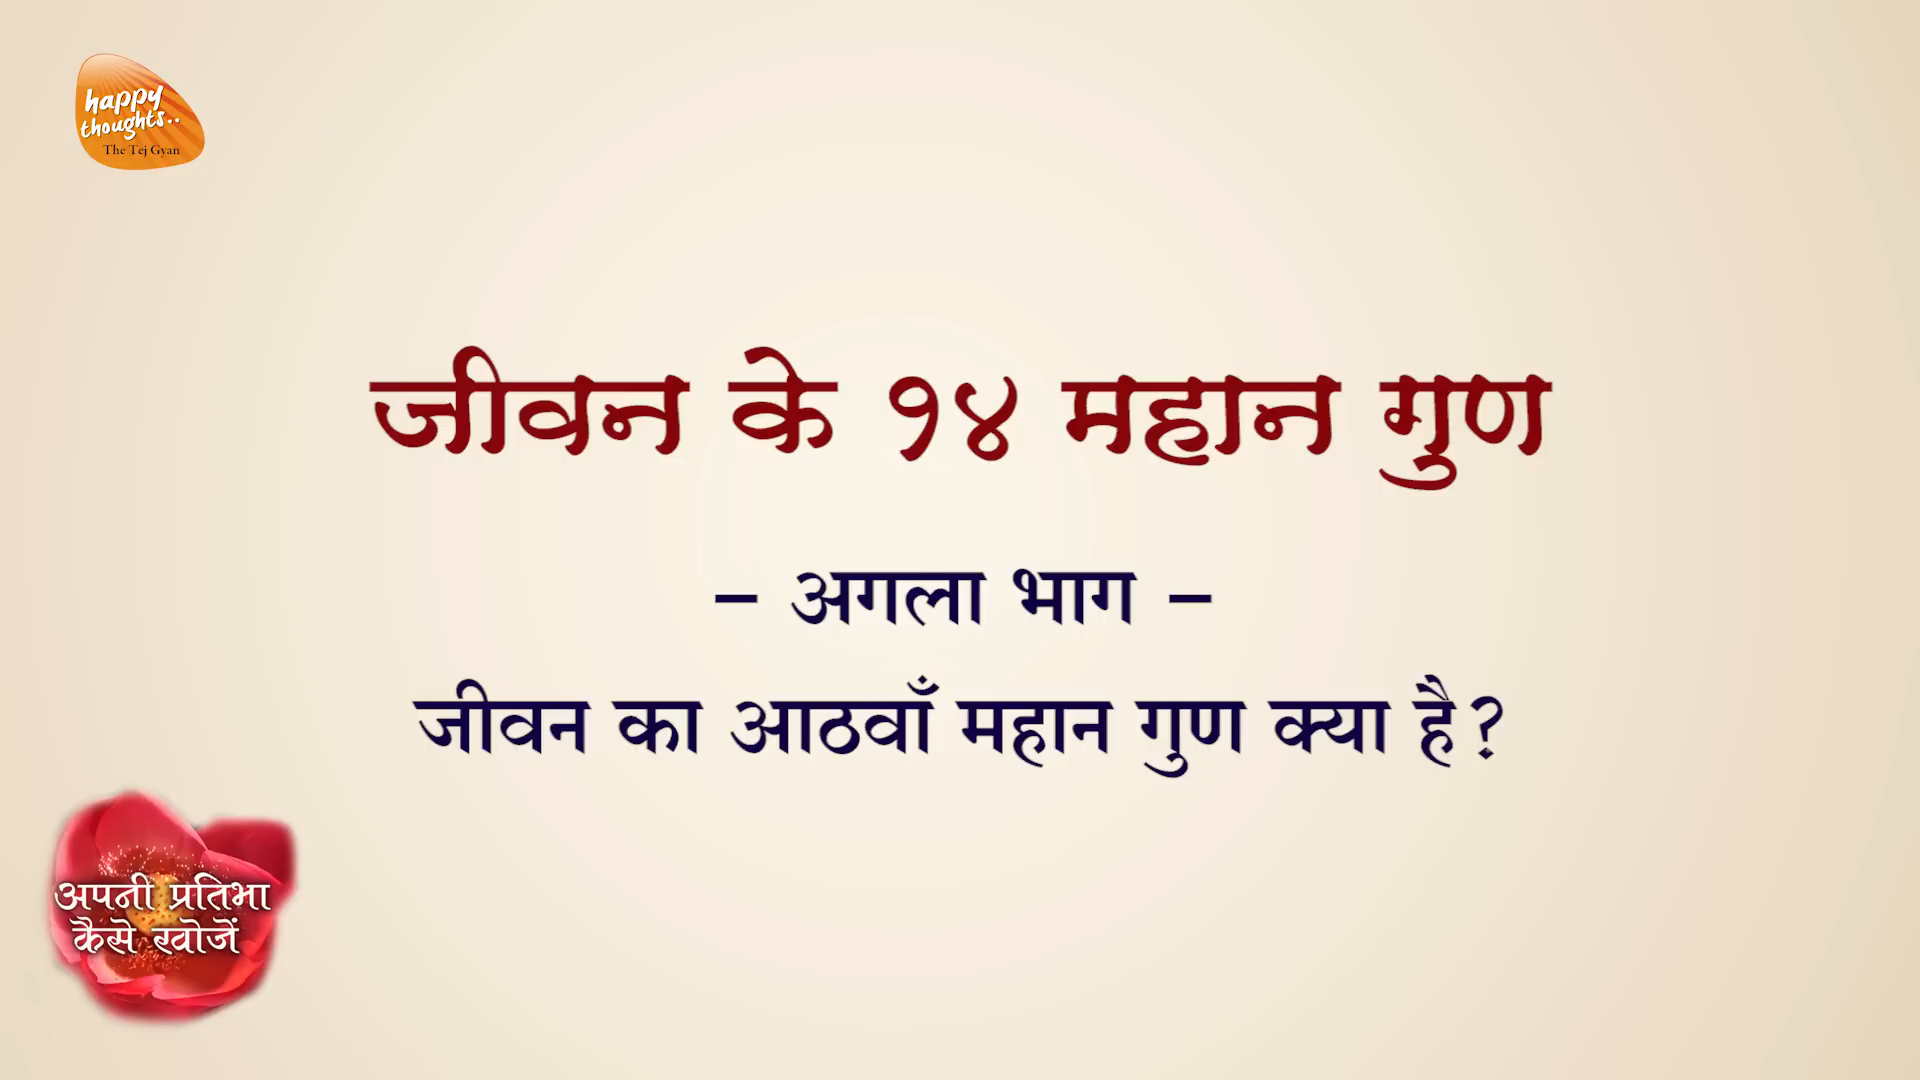 happy
thoughts..
The Tej Gyan
जीवन के १४ महान गुण
– अगला भाग –
जीवन का आठवाँ महान गुण क्या है?
अपनी प्रतिभा
कैसे खोजें